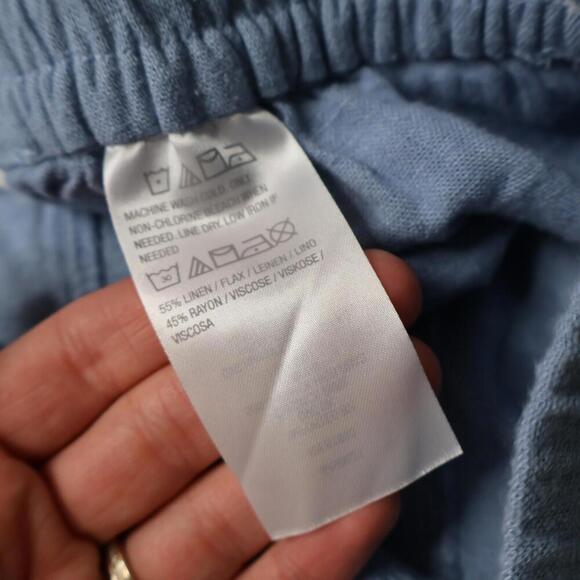 MACHINE WASH COLD. ONLY
NON-CHLORINE BLEACH WHEN
NEEDED. LINE DRY. LOW IRON IF
NEEDED
30
55% LINEN / FLAX / LEINEN / LINO
45% RAYON / VISCOSE / VISKOSE /
VISCOSA